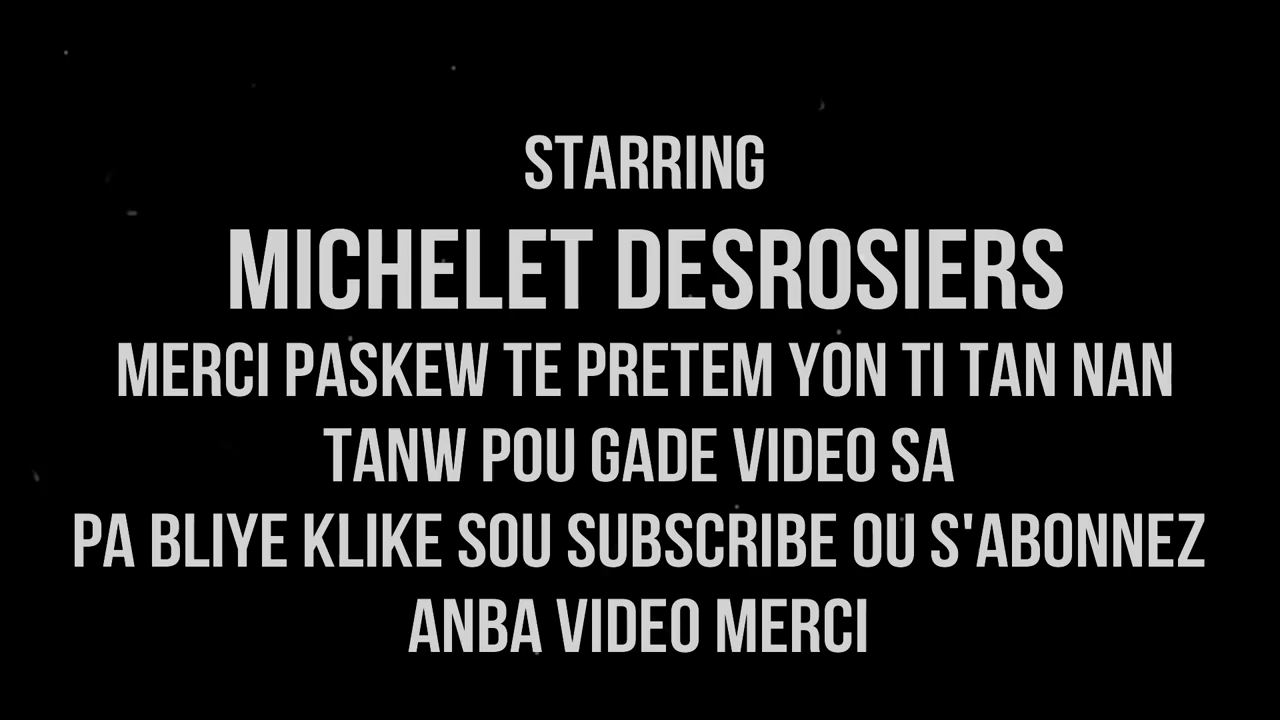 STARRING
MICHELET DESROSIERS
MERCI PASKEW TE PRETEM YON TI TAN NAN
TANW POU GADE VIDEO SA
PA BLIYE KLIKE SOU SUBSCRIBE OU S'ABONNEZ
ANBA VIDEO MERCI